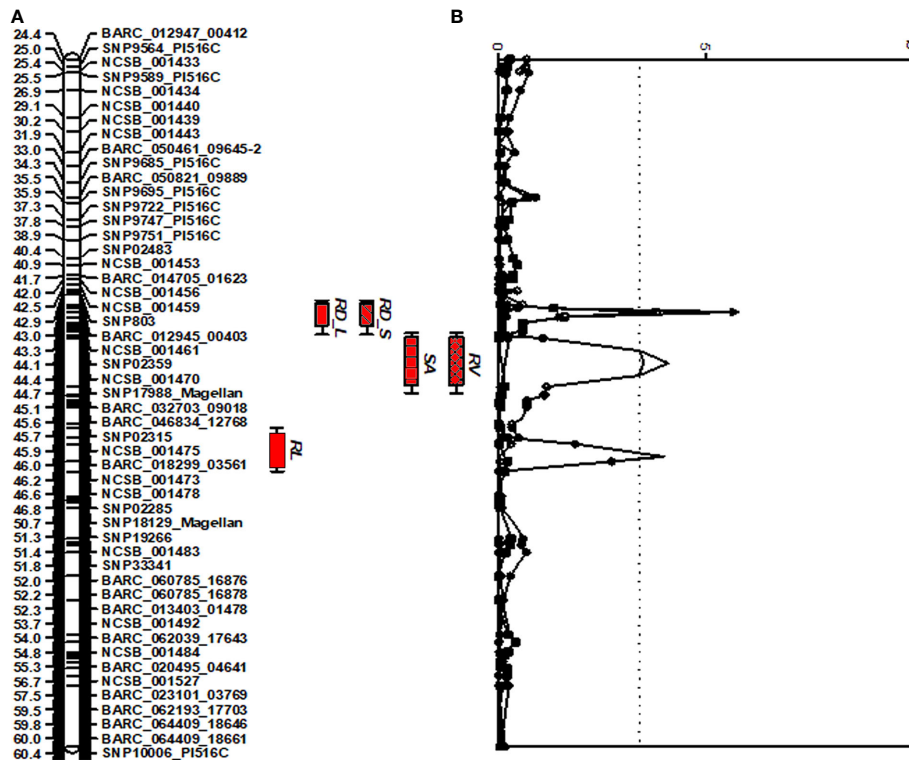 A
B
24.4 BARC_012947_00412
25.0 SNP9564_PI516C
25.4 NCSB_001433
25.5 SNP9589_PI516C
26.9 NCSB_001434
29.1 NCSB_001440
30.2 NCSB_001439
31.9 NCSB_001443
33.0 BARC_050461_09645-2
34.3 SNP9685_PI516C
35.5 BARC_050821_09889
35.9 SNP9695_PI516C
37.3 SNP9722_PI516C
37.8 SNP9747_PI516C
38.9 SNP9751_PI516C
40.4 SNP02483
40.9 NCSB_001453
41.7 BARC_014705_01623
42.0 NCSB_001456
42.5 NCSB_001459
42.9 SNP803
43.0 BARC_012945_00403
43.3 NCSB_001461
44.1 SNP02359
44.4 NCSB_001470
44.7 SNP17988_Magellan
45.1 BARC_032703_09018
45.6 BARC_046834_12768
45.7 SNP02315
45.9 NCSB_001475
46.0 BARC_018299_03561
46.2 NCSB_001473
46.6 NCSB_001478
46.8 SNP02285
50.7 SNP18129_Magellan
51.3 SNP19266
51.4 NCSB_001483
51.8 SNP33341
52.0 BARC_060785_16876
52.2 BARC_060785_16878
52.3 BARC_013403_01478
53.7 NCSB_001492
54.0 BARC_062039_17643
54.8 NCSB_001484
55.3 BARC_020495_04641
56.7 NCSB_001527
57.5 BARC_023101_03769
59.5 BARC_062193_17703
59.8 BARC_064409_18646
60.0 BARC_064409_18661
60.4 SNP10006_PI516C
RD_L
RD_S
SA
RV
RL
0
5